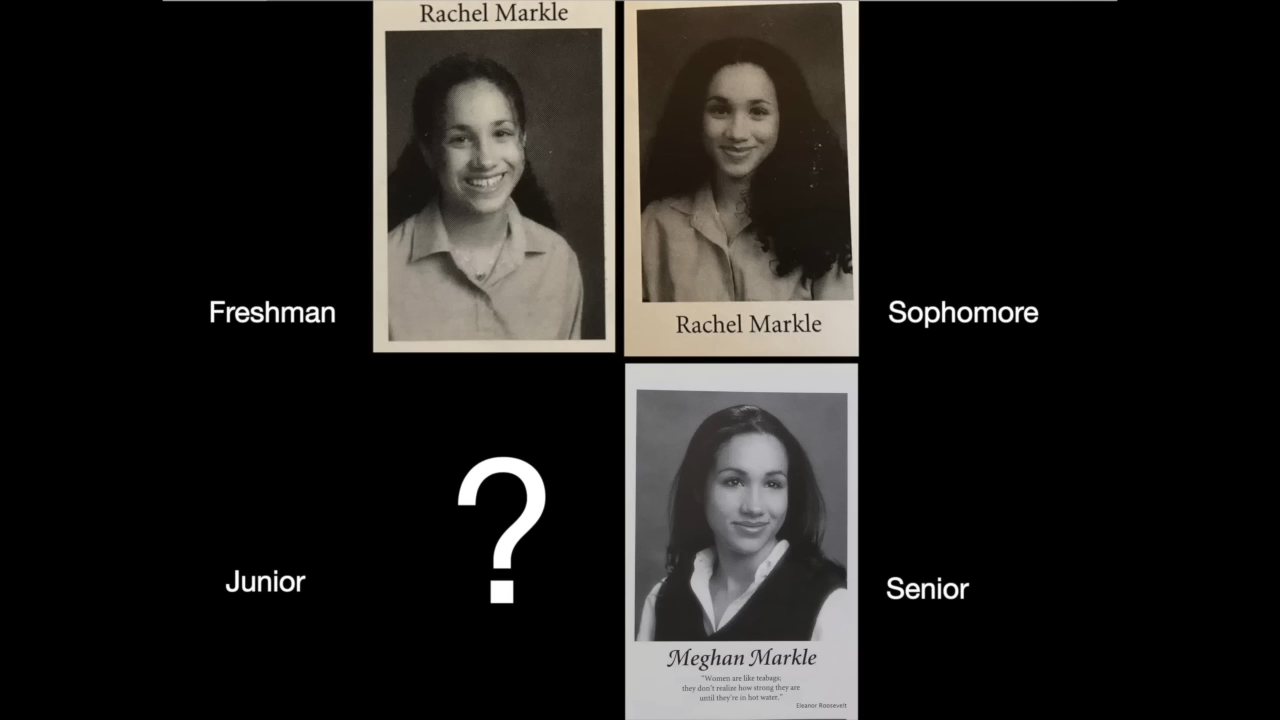 Rachel Markle
Rachel Markle
Freshman
Sophomore
?
Junior
Senior
Meghan Markle
“Women are like teabags;
they don’t realize how strong they are
until they’re in hot water.”
Eleanor Roosevelt